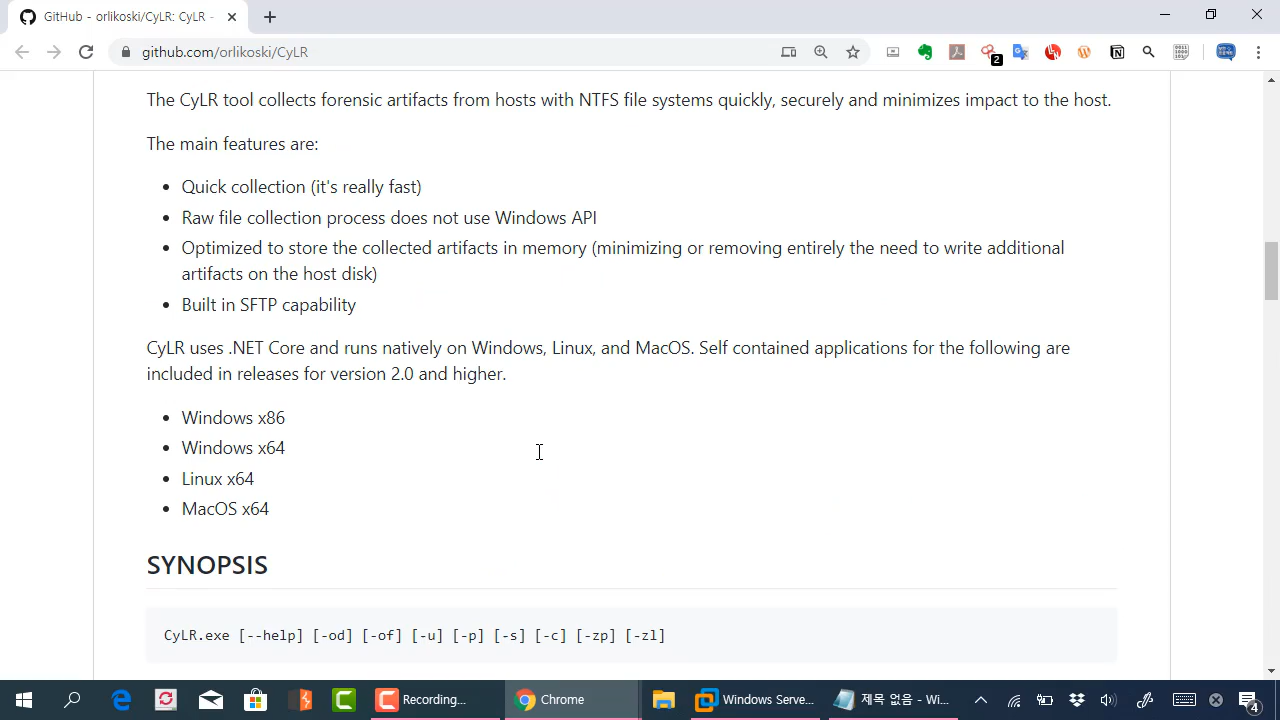 GitHub - orlikoski/CyLR: CyLR -
github.com/orlikoski/CyLR
2
The CyLR tool collects forensic artifacts from hosts with NTFS file systems quickly, securely and minimizes impact to the host.
The main features are:
Quick collection (it's really fast)
Raw file collection process does not use Windows API
Optimized to store the collected artifacts in memory (minimizing or removing entirely the need to write additional
artifacts on the host disk)
Built in SFTP capability
CyLR uses .NET Core and runs natively on Windows, Linux, and MacOS. Self contained applications for the following are
included in releases for version 2.0 and higher.
Windows x86
Windows x64
Linux x64
MacOS x64
SYNOPSIS
CyLR.exe [--help] [-od] [-of] [-u] [-p] [-s] [-c] [-zp] [-zl]
Recording... Chrome Windows Serve... 제목 없음 - Wi... 4